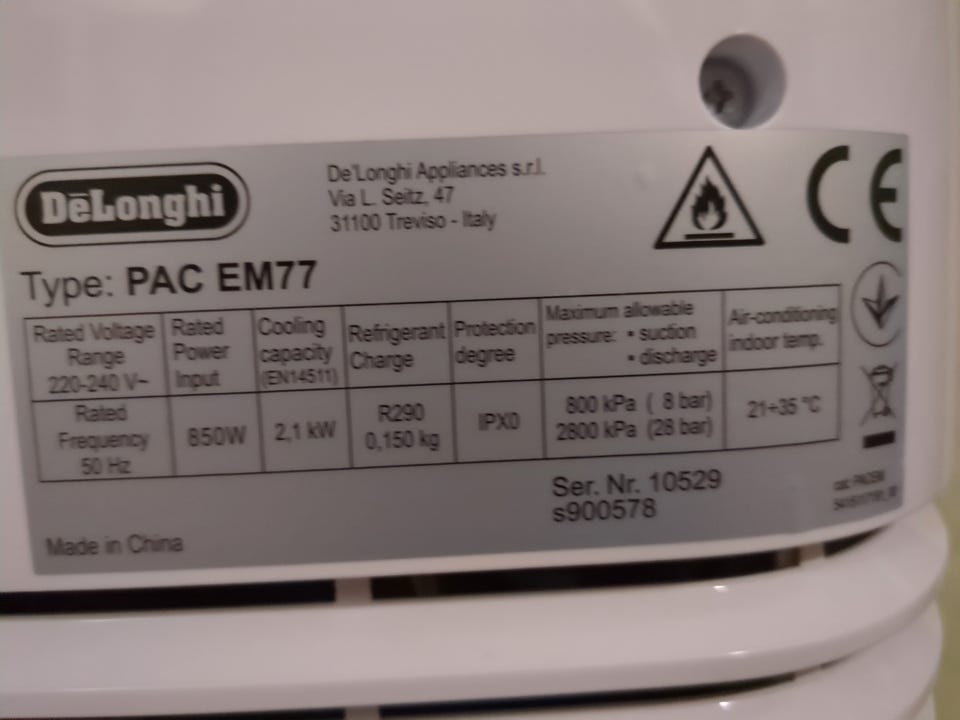 DēLonghi
De'Longhi Appliances s.r.l.
Via L. Seitz, 47
31100 Treviso - Italy
CE
Type: PAC EM77
Rated Voltage
Range
220-240 V~
Rated
Power
Input
Cooling
capacity
(EN14511)
Refrigerant
Charge
Protection
degree
Maximum allowable
pressure: • suction
• discharge
Air-conditioning
indoor temp.
Rated
Frequency
50 Hz
850W
2,1 kW
R290
0,150 kg
IPX0
800 kPa ( 8 bar)
2800 kPa (28 bar)
21÷35 °C
Ser. Nr. 10529
s900578
Made in China